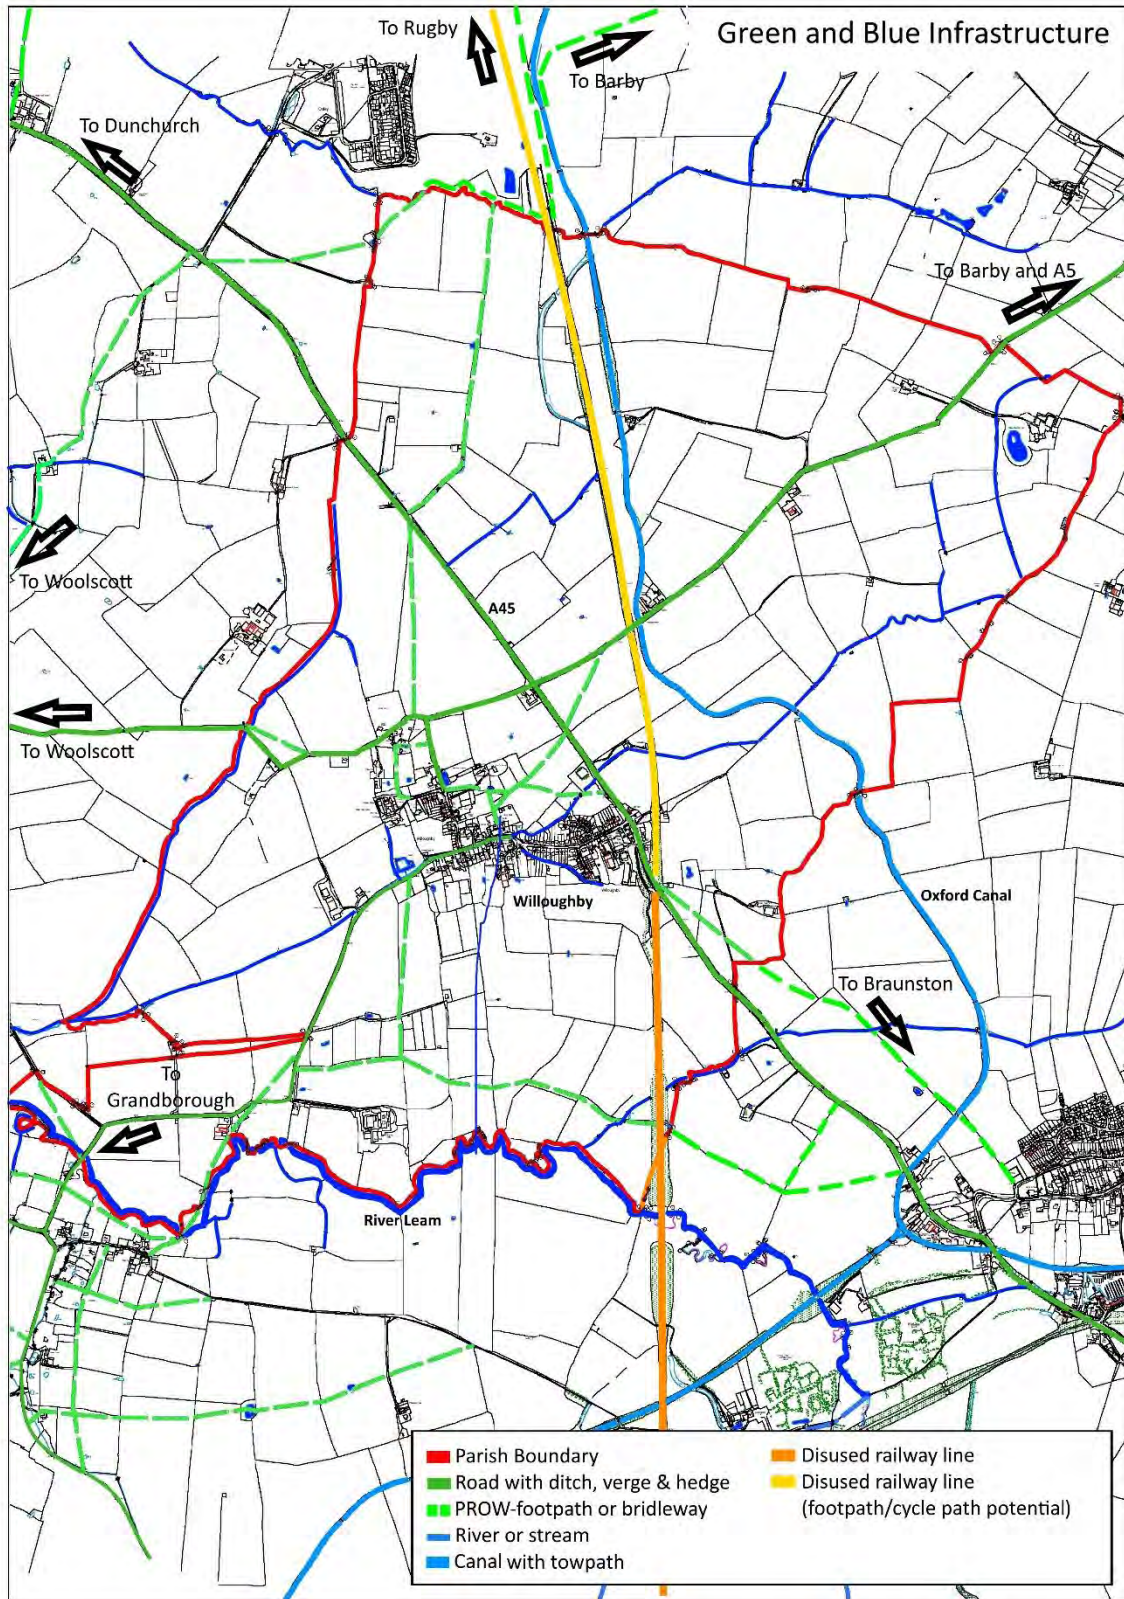 Green and Blue Infrastructure
To Rugby
To Barby
To Dunchurch
To Barby and A5
To Woolscott
A45
To Woolscott
Willoughby
Oxford Canal
To Braunston
To
Grandborough
River Leam
Parish Boundary
Road with ditch, verge & hedge
PROW-footpath or bridleway
River or stream
Canal with towpath
Disused railway line
Disused railway line
(footpath/cycle path potential)